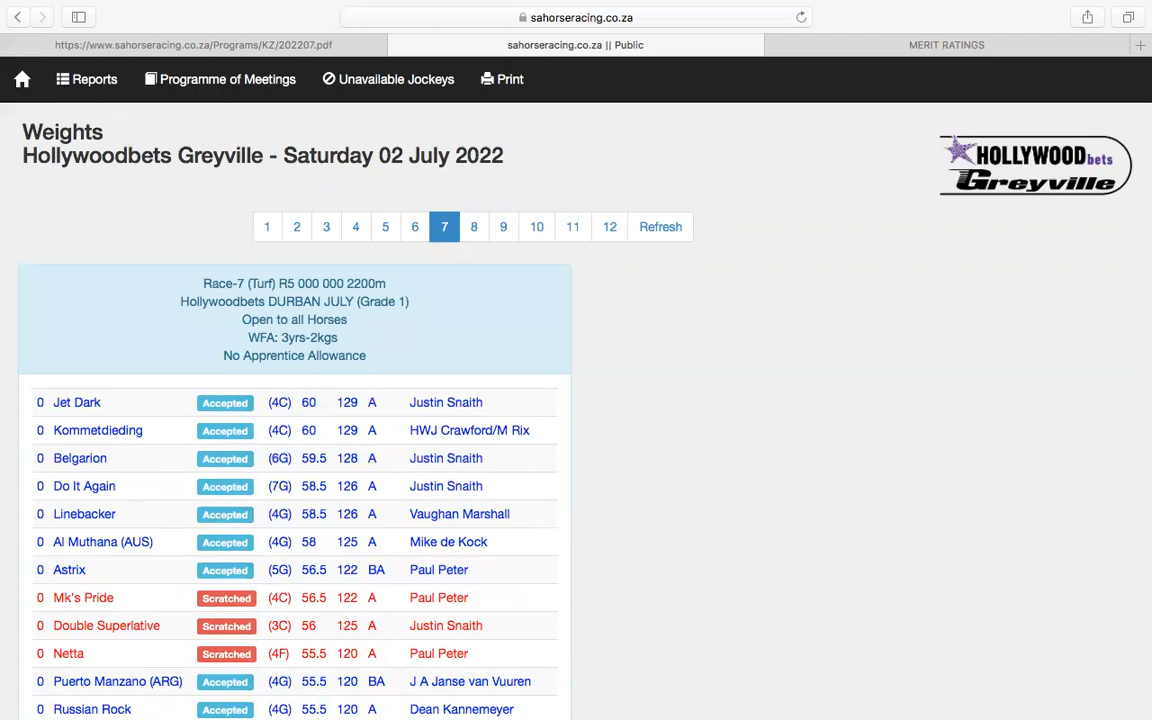 sahorseracing.co.za
https://www.sahorseracing.co.za/Programs/KZ/202207.pdf
sahorseracing.co.za || Public
MERIT RATINGS
Reports Programme of Meetings Unavailable Jockeys Print
Weights
Hollywoodbets Greyville - Saturday 02 July 2022
HOLLYWOODbets
Greyville
1 2 3 4 5 6 7 8 9 10 11 12 Refresh
Race-7 (Turf) R5 000 000 2200m
Hollywoodbets DURBAN JULY (Grade 1)
Open to all Horses
WFA: 3yrs-2kgs
No Apprentice Allowance
0 Jet Dark Accepted (4C) 60 129 A Justin Snaith
0 Kommetdieding Accepted (4C) 60 129 A HWJ Crawford/M Rix
0 Belgarion Accepted (6G) 59.5 128 A Justin Snaith
0 Do It Again Accepted (7G) 58.5 126 A Justin Snaith
0 Linebacker Accepted (4G) 58.5 126 A Vaughan Marshall
0 Al Muthana (AUS) Accepted (4G) 58 125 A Mike de Kock
0 Astrix Accepted (5G) 56.5 122 BA Paul Peter
0 Mk's Pride Scratched (4C) 56.5 122 A Paul Peter
0 Double Superlative Scratched (3C) 56 125 A Justin Snaith
0 Netta Scratched (4F) 55.5 120 A Paul Peter
0 Puerto Manzano (ARG) Accepted (4G) 55.5 120 BA J A Janse van Vuuren
0 Russian Rock Accepted (4G) 55.5 120 A Dean Kannemeyer